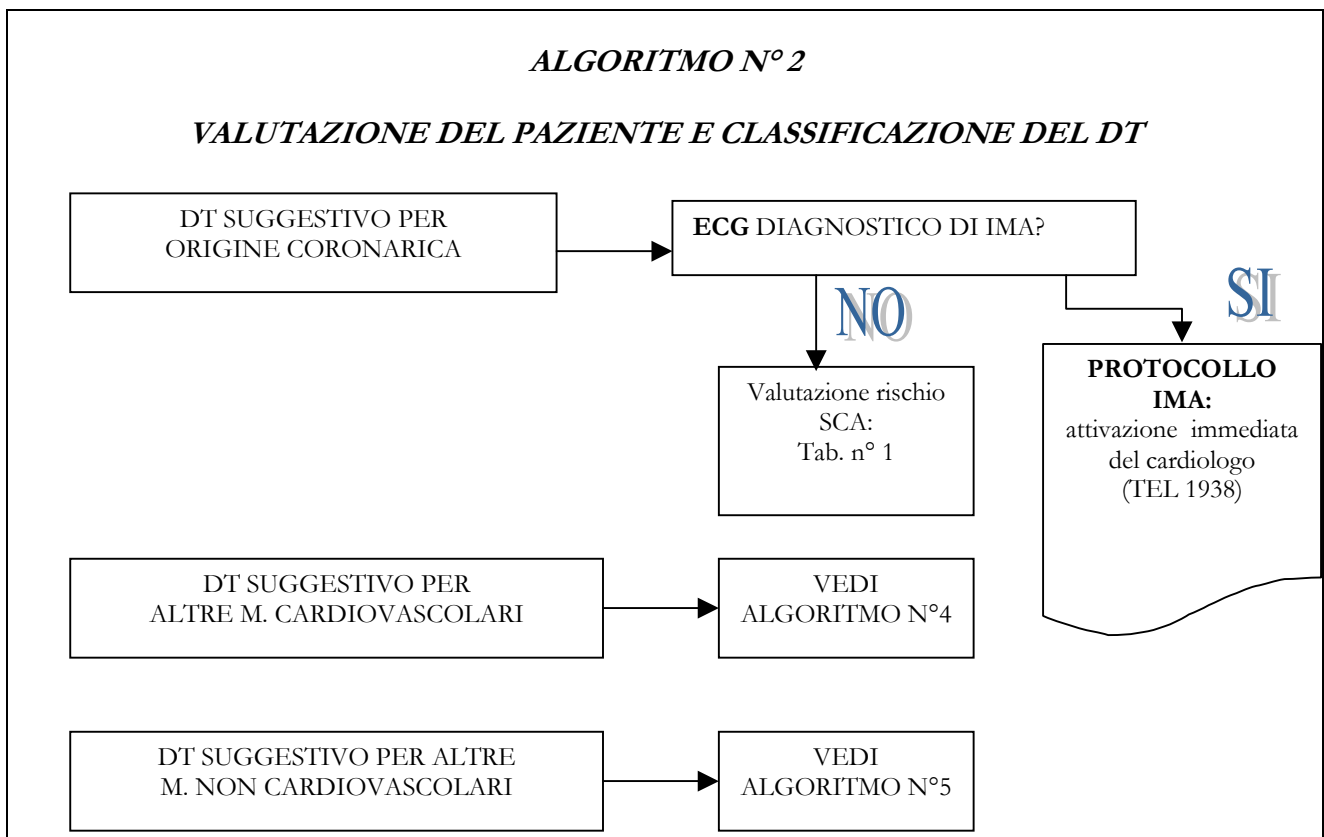 ALGORITMO N° 2
VALUTAZIONE DEL PAZIENTE E CLASSIFICAZIONE DEL DT
DT SUGGESTIVO PER
ORIGINE CORONARICA
ECG DIAGNOSTICO DI IMA?
NO
SI
Valutazione rischio
SCA:
Tab. n° 1
PROTOCOLLO
IMA:
attivazione immediata
del cardiologo
(TEL 1938)
DT SUGGESTIVO PER
ALTRE M. CARDIOVASCOLARI
VEDI
ALGORITMO N°4
DT SUGGESTIVO PER ALTRE
M. NON CARDIOVASCOLARI
VEDI
ALGORITMO N°5